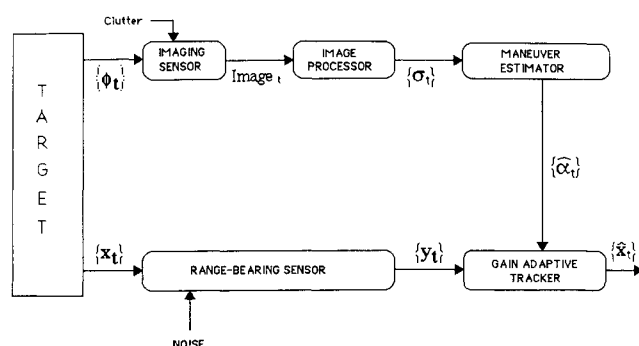 Clutter
IMAGING
SENSOR
IMAGE
PROCESSOR
MANEUVER
ESTIMATOR
{ϕt}
Image t
{σt}
TARGET
{α̂t}
{xt}
RANGE-BEARING SENSOR
{yt}
GAIN ADAPTIVE
TRACKER
{x̂t}
NOISE